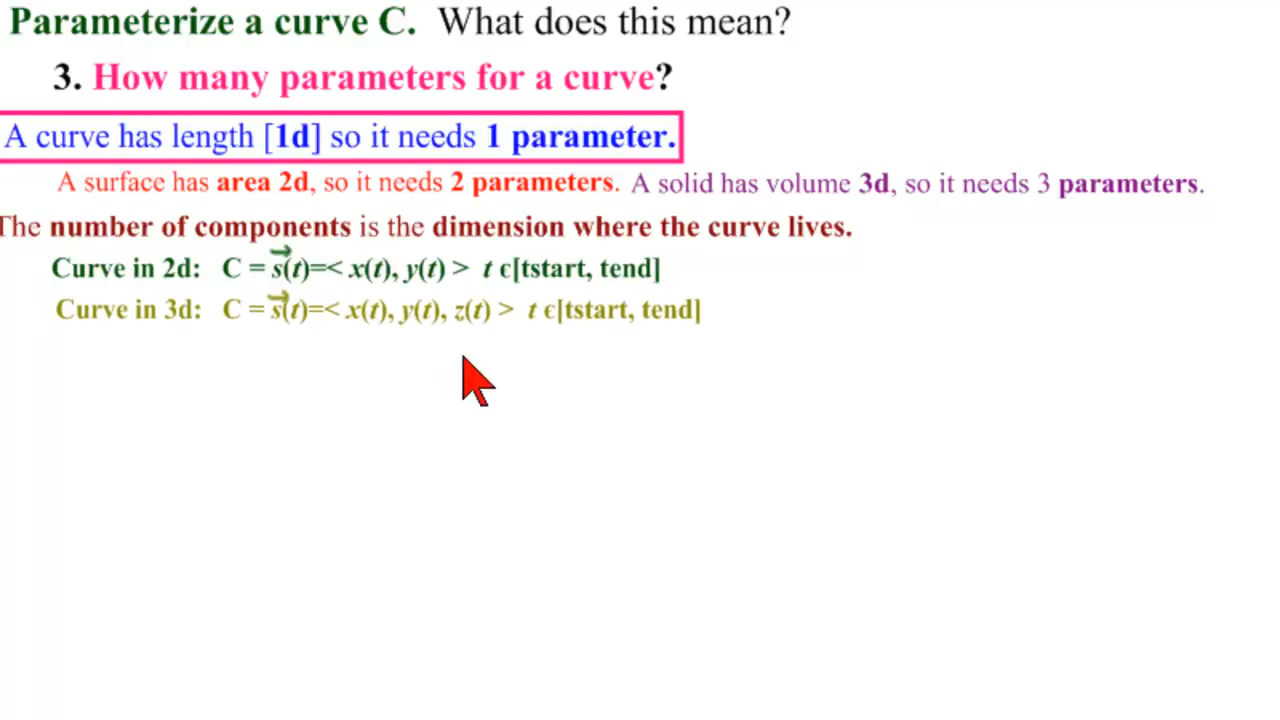 Parameterize a curve C. What does this mean?
3. How many parameters for a curve?
A curve has length [1d] so it needs 1 parameter.
A surface has area 2d, so it needs 2 parameters. A solid has volume 3d, so it needs 3 parameters.
The number of components is the dimension where the curve lives.
Curve in 2d: C = s⃗(t)=< x(t), y(t) > t ϵ[tstart, tend]
Curve in 3d: C = s⃗(t)=< x(t), y(t), z(t) > t ϵ[tstart, tend]